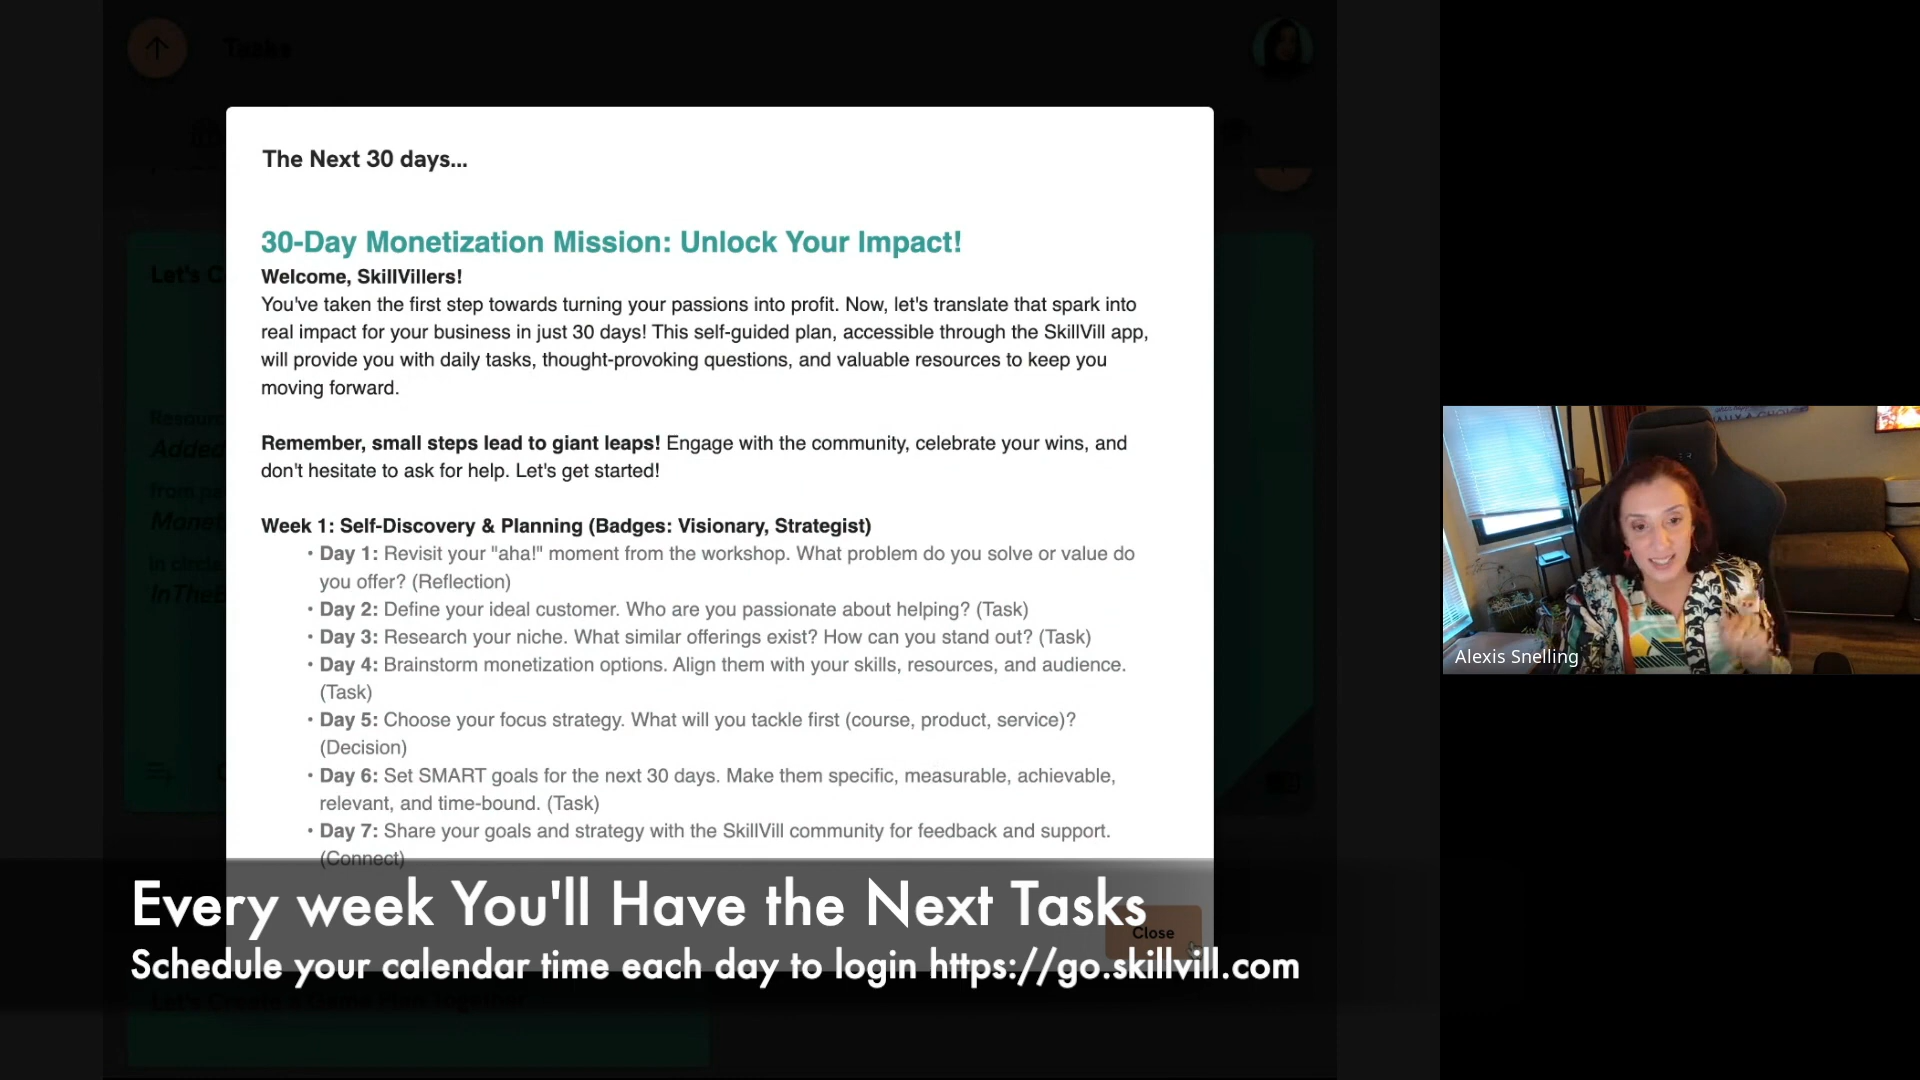 Tasks
The Next 30 days...
30-Day Monetization Mission: Unlock Your Impact!
Welcome, SkillVillers!
You've taken the first step towards turning your passions into profit. Now, let's translate that spark into
real impact for your business in just 30 days! This self-guided plan, accessible through the SkillVill app,
will provide you with daily tasks, thought-provoking questions, and valuable resources to keep you
moving forward.
Remember, small steps lead to giant leaps! Engage with the community, celebrate your wins, and
don't hesitate to ask for help. Let's get started!
Week 1: Self-Discovery & Planning (Badges: Visionary, Strategist)
• Day 1: Revisit your "aha!" moment from the workshop. What problem do you solve or value do
you offer? (Reflection)
• Day 2: Define your ideal customer. Who are you passionate about helping? (Task)
• Day 3: Research your niche. What similar offerings exist? How can you stand out? (Task)
• Day 4: Brainstorm monetization options. Align them with your skills, resources, and audience.
(Task)
• Day 5: Choose your focus strategy. What will you tackle first (course, product, service)?
(Decision)
• Day 6: Set SMART goals for the next 30 days. Make them specific, measurable, achievable,
relevant, and time-bound. (Task)
• Day 7: Share your goals and strategy with the SkillVill community for feedback and support.
(Connect)
Close
Every week You'll Have the Next Tasks
Schedule your calendar time each day to login https://go.skillvill.com
Alexis Snelling